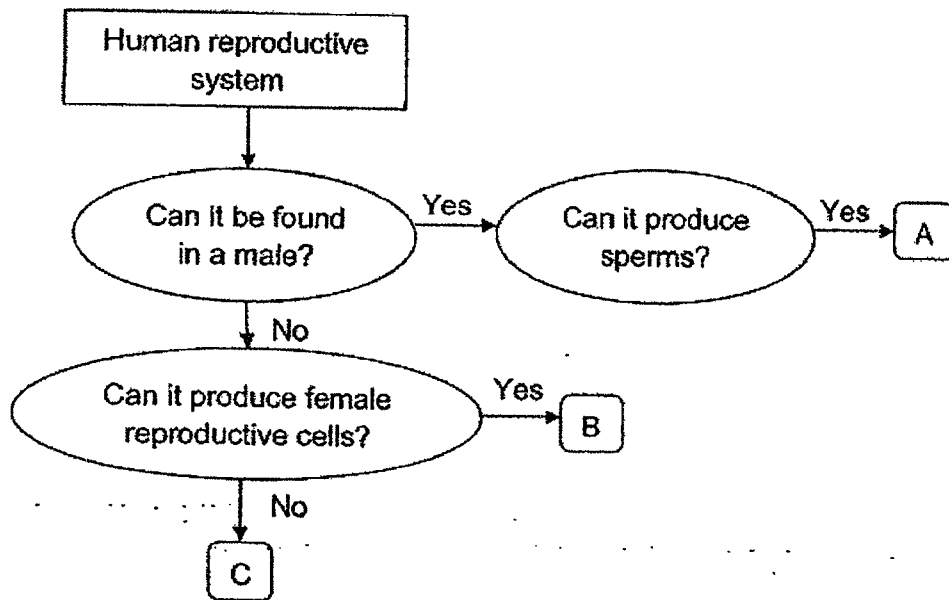 Human reproductive
system
Can it be found
in a male?
Yes
Can it produce
sperms?
Yes
A
No
Can it produce female
reproductive cells?
Yes
B
No
C